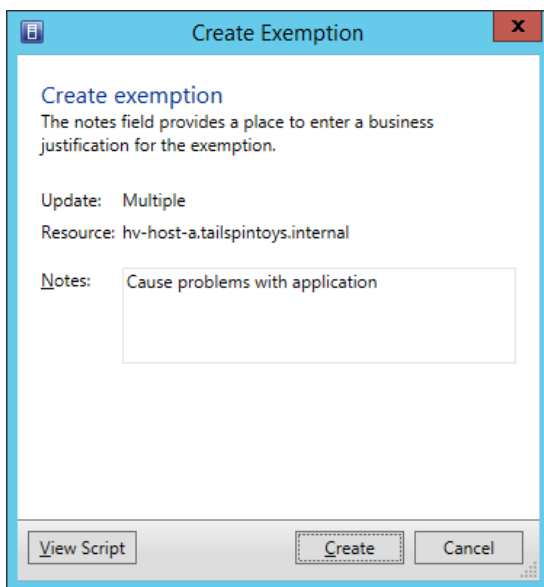 Create Exemption
x
Create exemption
The notes field provides a place to enter a business
justification for the exemption.
Update: Multiple
Resource: hv-host-a.tailspintoys.internal
Notes: Cause problems with application
View Script Create Cancel